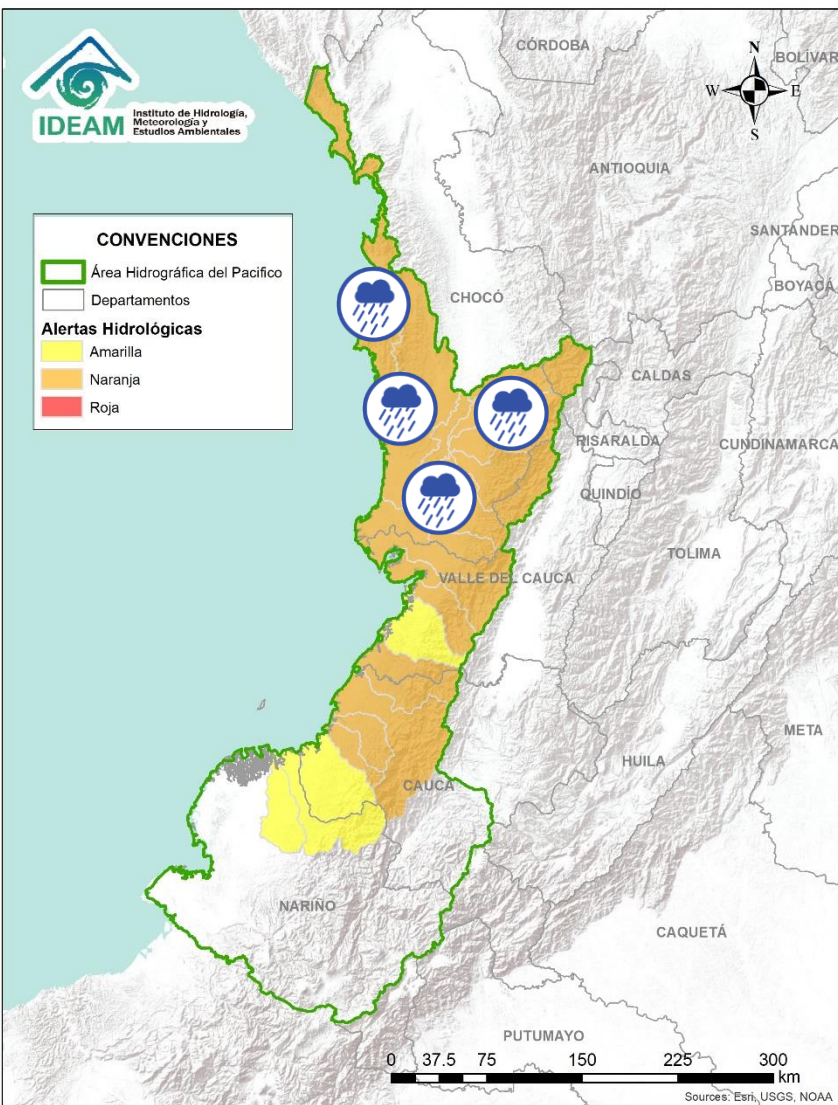 IDEAM
Instituto de Hidrología,
Meteorología y
Estudios Ambientales
CÓRDOBA
BOLÍVAR
N
W
E
S
ANTIOQUIA
SANTANDER
BOYACÁ
CONVENCIONES
Área Hidrográfica del Pacifico
Departamentos
Alertas Hidrológicas
Amarilla
Naranja
Roja
CHOCÓ
CALDAS
RISARALDA
CUNDINAMARCA
QUINDÍO
TOLIMA
VALLE DEL CAUCA
META
HUILA
CAUCA
NARIÑO
CAQUETÁ
PUTUMAYO
0 37.5 75 150 225 300
km
Sources: Esri, USGS, NOAA